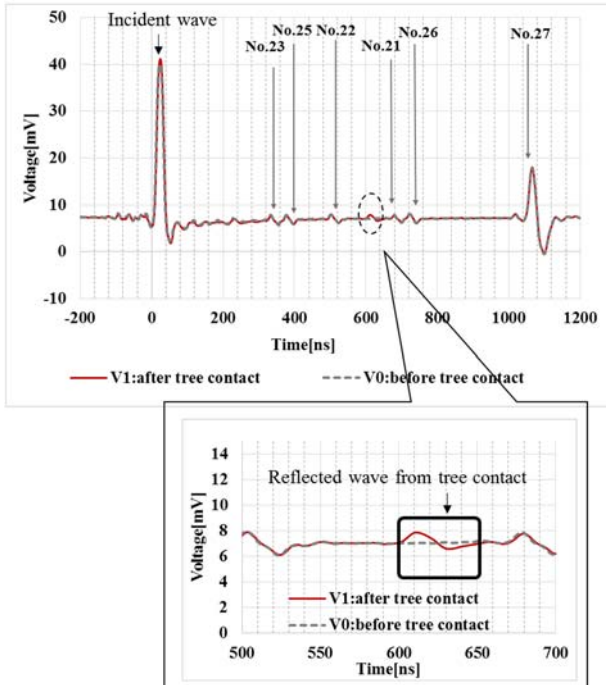 50
40
30
20
10
0
-10
Voltage[mV]
Incident wave
No.23
No.25
No.22
No.21
No.26
No.27
-200 0 200 400 600 800 1000 1200
Time[ns]
V1:after tree contact V0:before tree contact
14
12
10
8
6
4
2
0
Voltage[mV]
Reflected wave from tree contact
V1:after tree contact
V0:before tree contact
500 550 600 650 700
Time[ns]